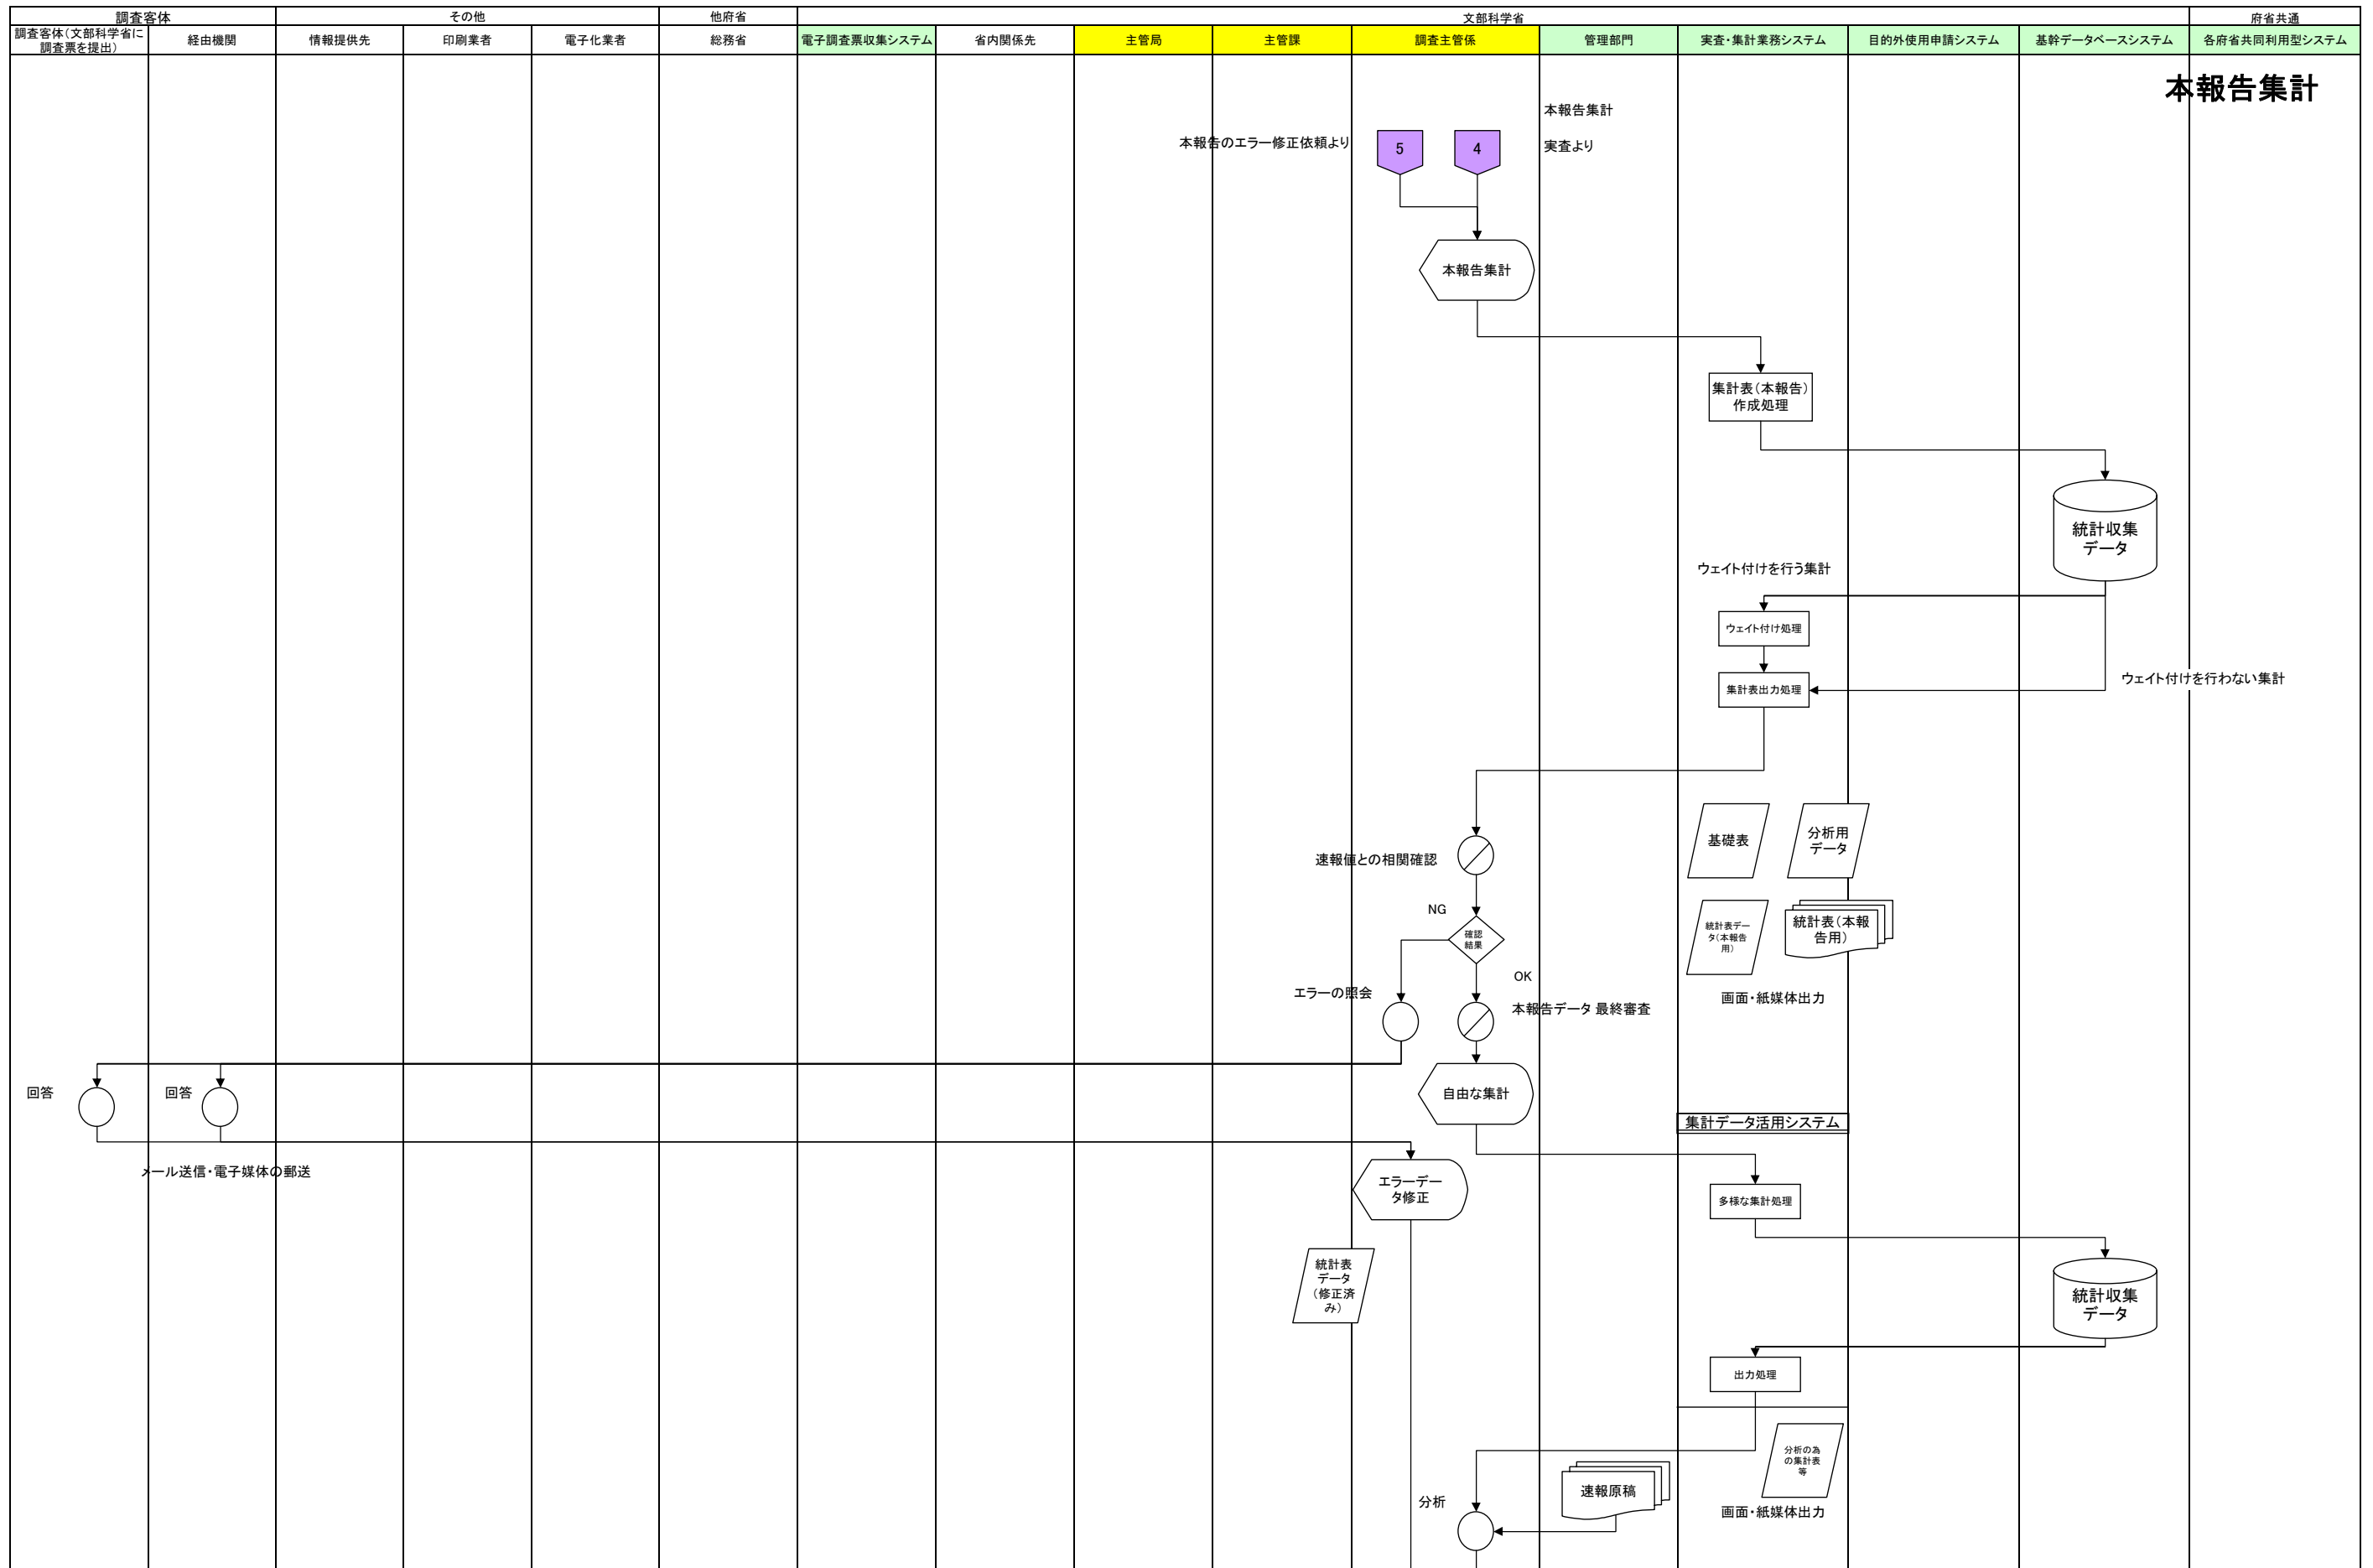 調査客体
その他
他府省
文部科学省
府省共通
調査客体（文部科学省に
調査票を提出）
経由機関
情報提供先
印刷業者
電子化業者
総務省
電子調査票収集システム
省内関係先
主管局
主管課
調査主管係
管理部門
実査・集計業務システム
目的外使用申請システム
基幹データベースシステム
各府省共同利用型システム
本報告集計
本報告集計
本報告のエラー修正依頼より
5
4
実査より
本報告集計
集計表（本報告）
作成処理
統計収集
データ
ウェイト付けを行う集計
ウェイト付け処理
集計表出力処理
ウェイト付けを行わない集計
基礎表
分析用
データ
速報値との相関確認
NG
確認
結果
統計表デー
タ（本報告
用）
統計表（本報
告用）
OK
エラーの照会
本報告データ 最終審査
画面・紙媒体出力
回答
回答
自由な集計
集計データ活用システム
メール送信・電子媒体の郵送
エラーデー
タ修正
多様な集計処理
統計表
データ
（修正済
み）
統計収集
データ
出力処理
分析の為
の集計表
等
速報原稿
分析
画面・紙媒体出力